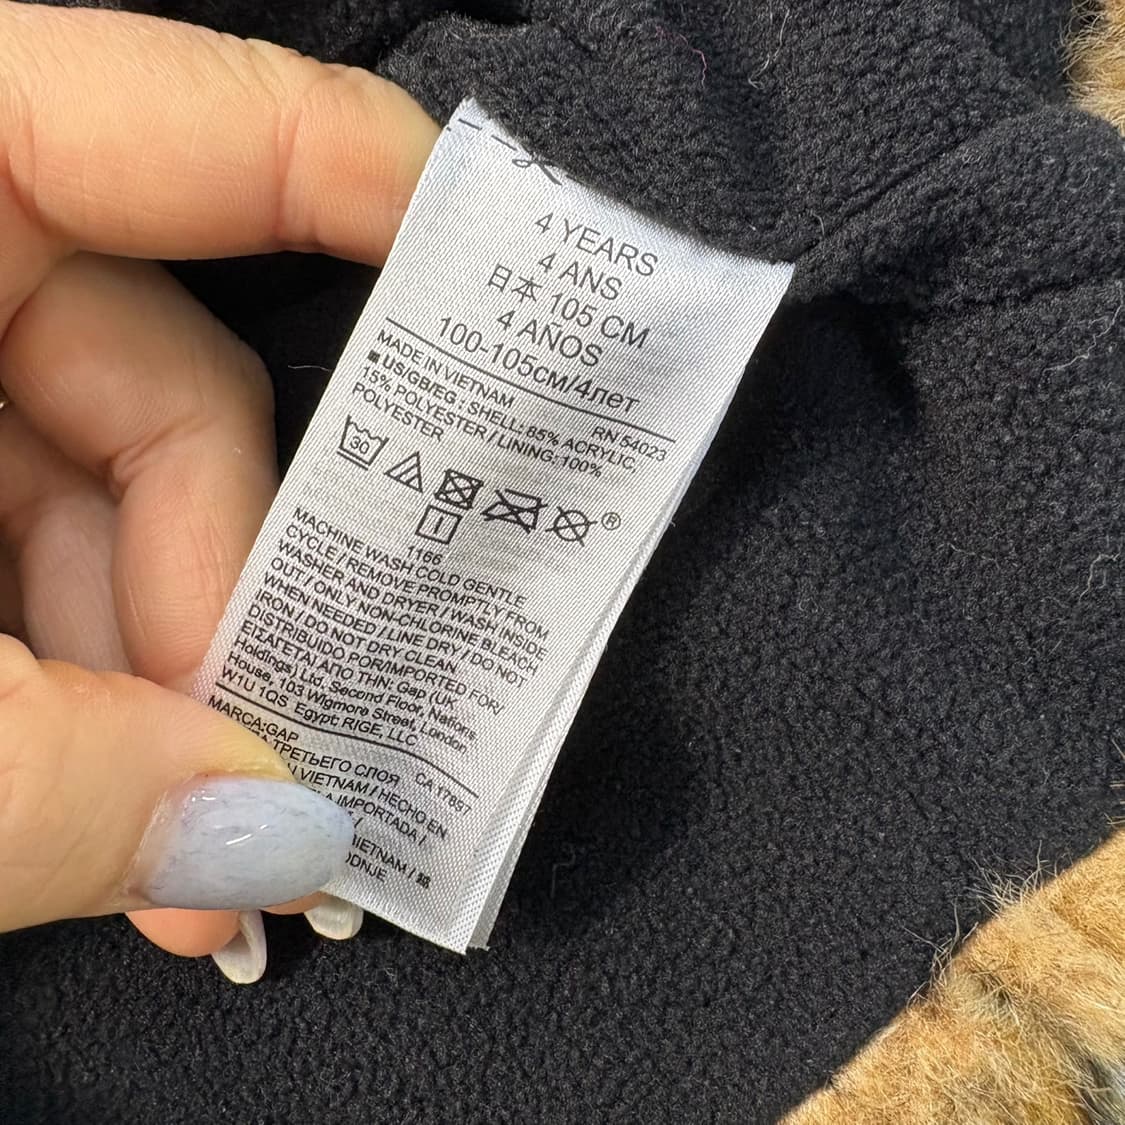 4 YEARS
4 ANS
日本 105 CM
4 AÑOS
100-105см/4лет
MADE IN VIETNAM RN 54023
US/GB/EG : SHELL: 85% ACRYLIC,
15% POLYESTER / LINING: 100%
POLYESTER
30
®
1166
MACHINE WASH COLD GENTLE
CYCLE / REMOVE PROMPTLY FROM
WASHER AND DRYER / WASH INSIDE
OUT / ONLY NON-CHLORINE BLEACH
WHEN NEEDED / LINE DRY / DO NOT
IRON / DO NOT DRY CLEAN
DISTRIBUIDO POR/IMPORTED FOR/
ΕΙΣΑΓΕΤΑΙ ΑΠΟ ΤΗΝ: Gap (UK
Holdings) Ltd, Second Floor, Nations
House, 103 Wigmore Street, London
W1U 1QS Egypt: RIGE, LLC
MARCA:GAP CA 17897
ТРЕТЬЕГО СЛОЯ
VIETNAM / HECHO EN
IMPORTADA /
VIETNAM /